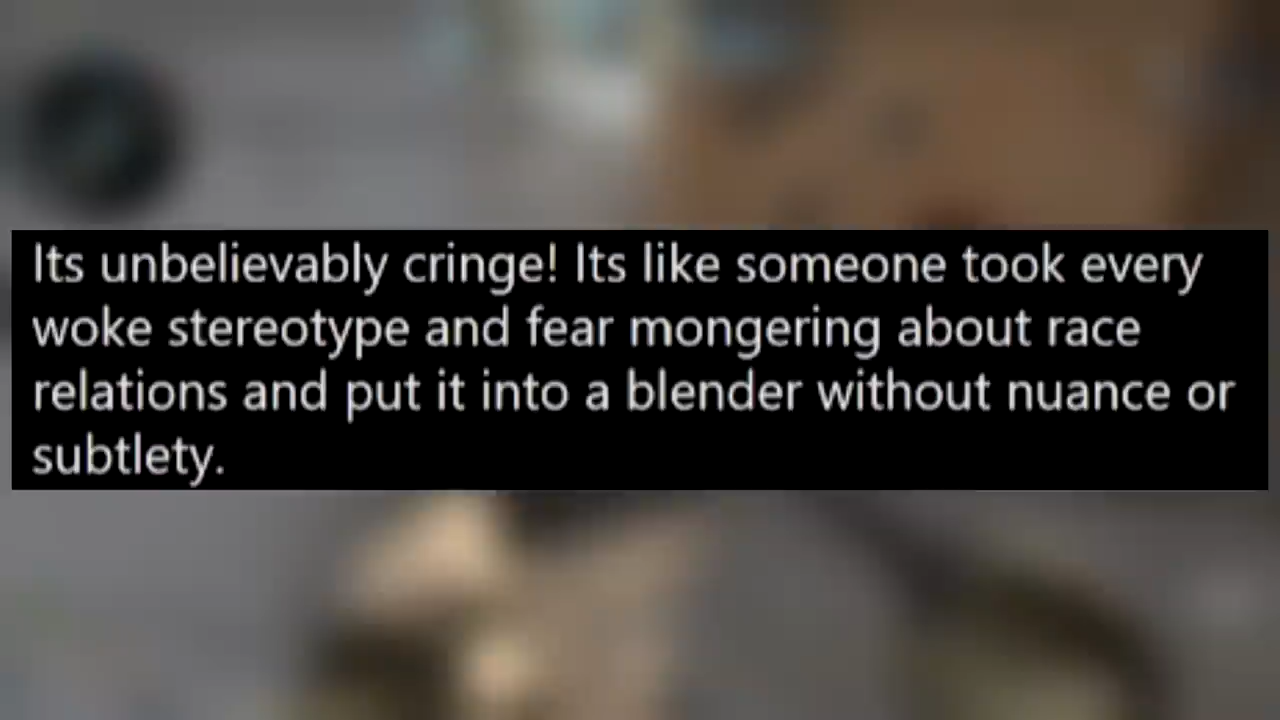 Its unbelievably cringe! Its like someone took every
woke stereotype and fear mongering about race
relations and put it into a blender without nuance or
subtlety.